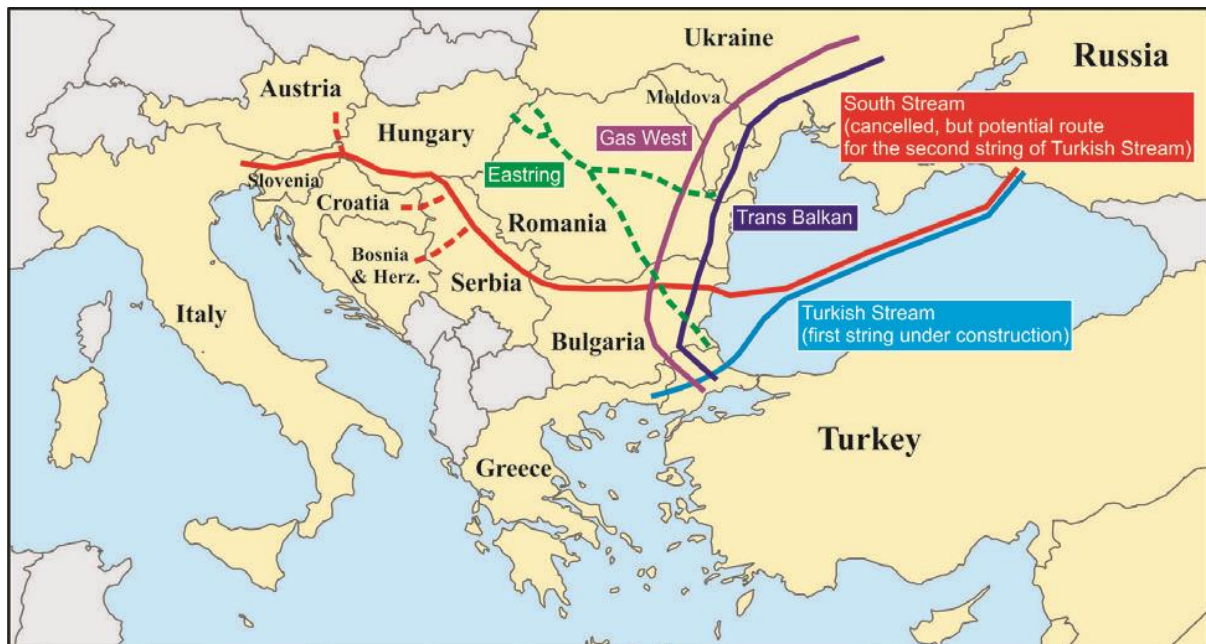 Ukraine
Russia
Austria
Moldova
South Stream
(cancelled, but potential route
for the second string of Turkish Stream)
Hungary
Gas West
Eastring
Slovenia
Croatia
Romania
Trans Balkan
Bosnia
& Herz.
Serbia
Italy
Turkish Stream
(first string under construction)
Bulgaria
Turkey
Greece